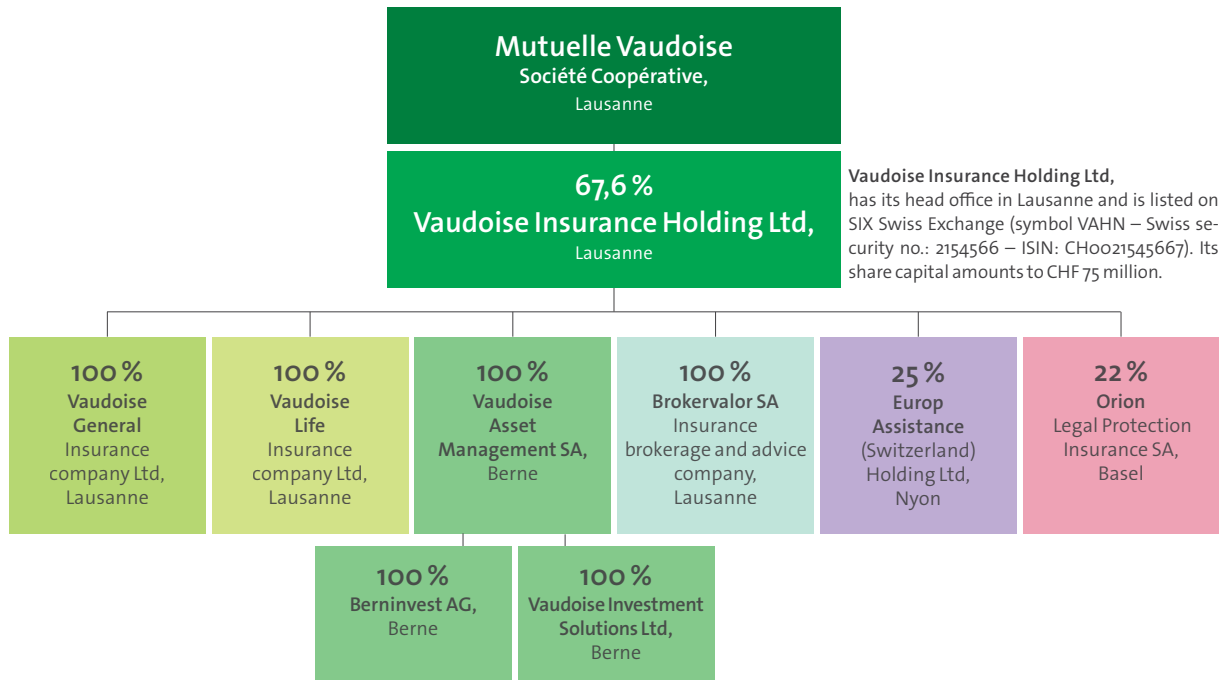 Mutuelle Vaudoise
Société Coopérative,
Lausanne
67,6 %
Vaudoise Insurance Holding Ltd,
Lausanne
Vaudoise Insurance Holding Ltd,
has its head office in Lausanne and is listed on
SIX Swiss Exchange (symbol VAHN – Swiss se-
curity no.: 2154566 – ISIN: CH0021545667). Its
share capital amounts to CHF 75 million.
100 %
Vaudoise
General
Insurance
company Ltd,
Lausanne
100 %
Vaudoise
Life
Insurance
company Ltd,
Lausanne
100 %
Vaudoise
Asset
Management SA,
Berne
100 %
Brokervalor SA
Insurance
brokerage and advice
company,
Lausanne
25 %
Europ
Assistance
(Switzerland)
Holding Ltd,
Nyon
22 %
Orion
Legal Protection
Insurance SA,
Basel
100 %
Berninvest AG,
Berne
100 %
Vaudoise Investment
Solutions Ltd,
Berne